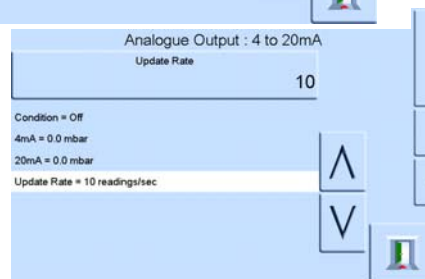 Analogue Output : 4 to 20mA
Update Rate
10
Condition = Off
4mA = 0.0 mbar
20mA = 0.0 mbar
Update Rate = 10 readings/sec